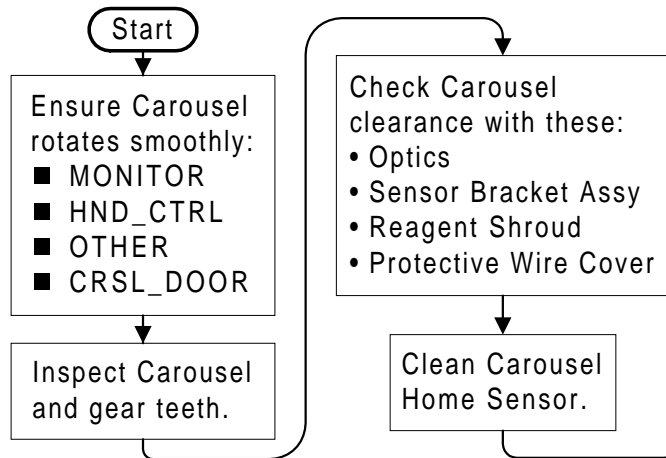 Start
Ensure Carousel
rotates smoothly:
■ MONITOR
■ HND_CTRL
■ OTHER
■ CRSL_DOOR
Inspect Carousel
and gear teeth.
Check Carousel
clearance with these:
• Optics
• Sensor Bracket Assy
• Reagent Shroud
• Protective Wire Cover
Clean Carousel
Home Sensor.